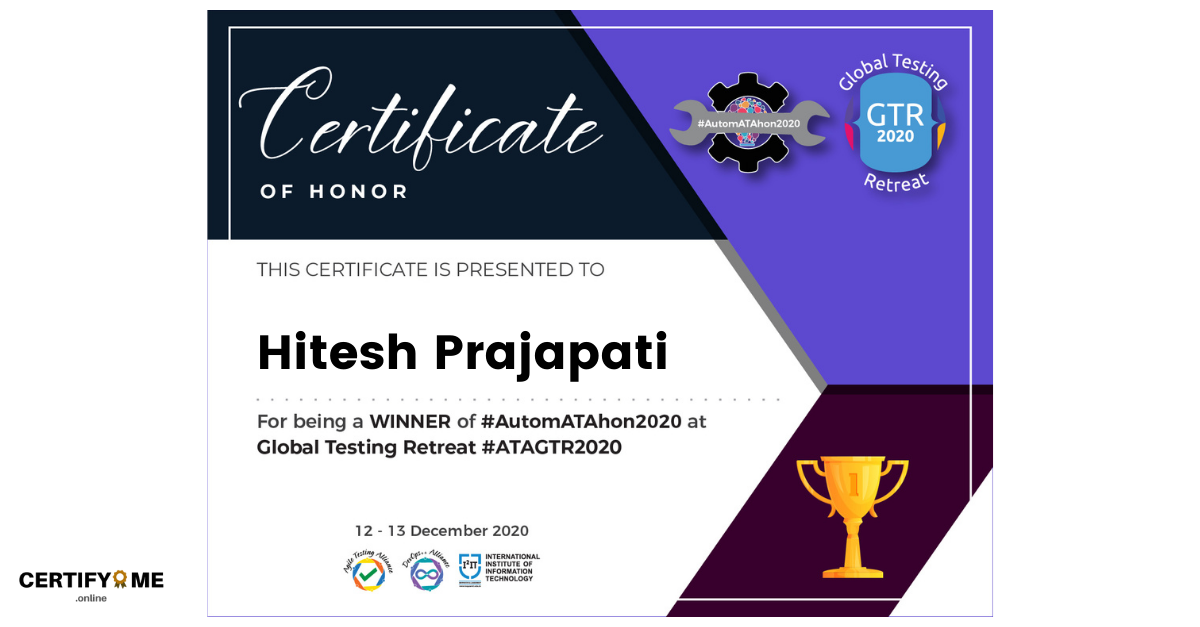 Certificate
OF HONOR
#AutomATAhon2020
Global Testing
GTR
2020
Retreat
THIS CERTIFICATE IS PRESENTED TO
Hitesh Prajapati
For being a WINNER of #AutomATAhon2020 at
Global Testing Retreat #ATAGTR2020
1
12 - 13 December 2020
Agile Testing Alliance
DevOps++ Alliance
I²IT
INTERNATIONAL
INSTITUTE OF
INFORMATION
TECHNOLOGY
CERTIFY ME
.online